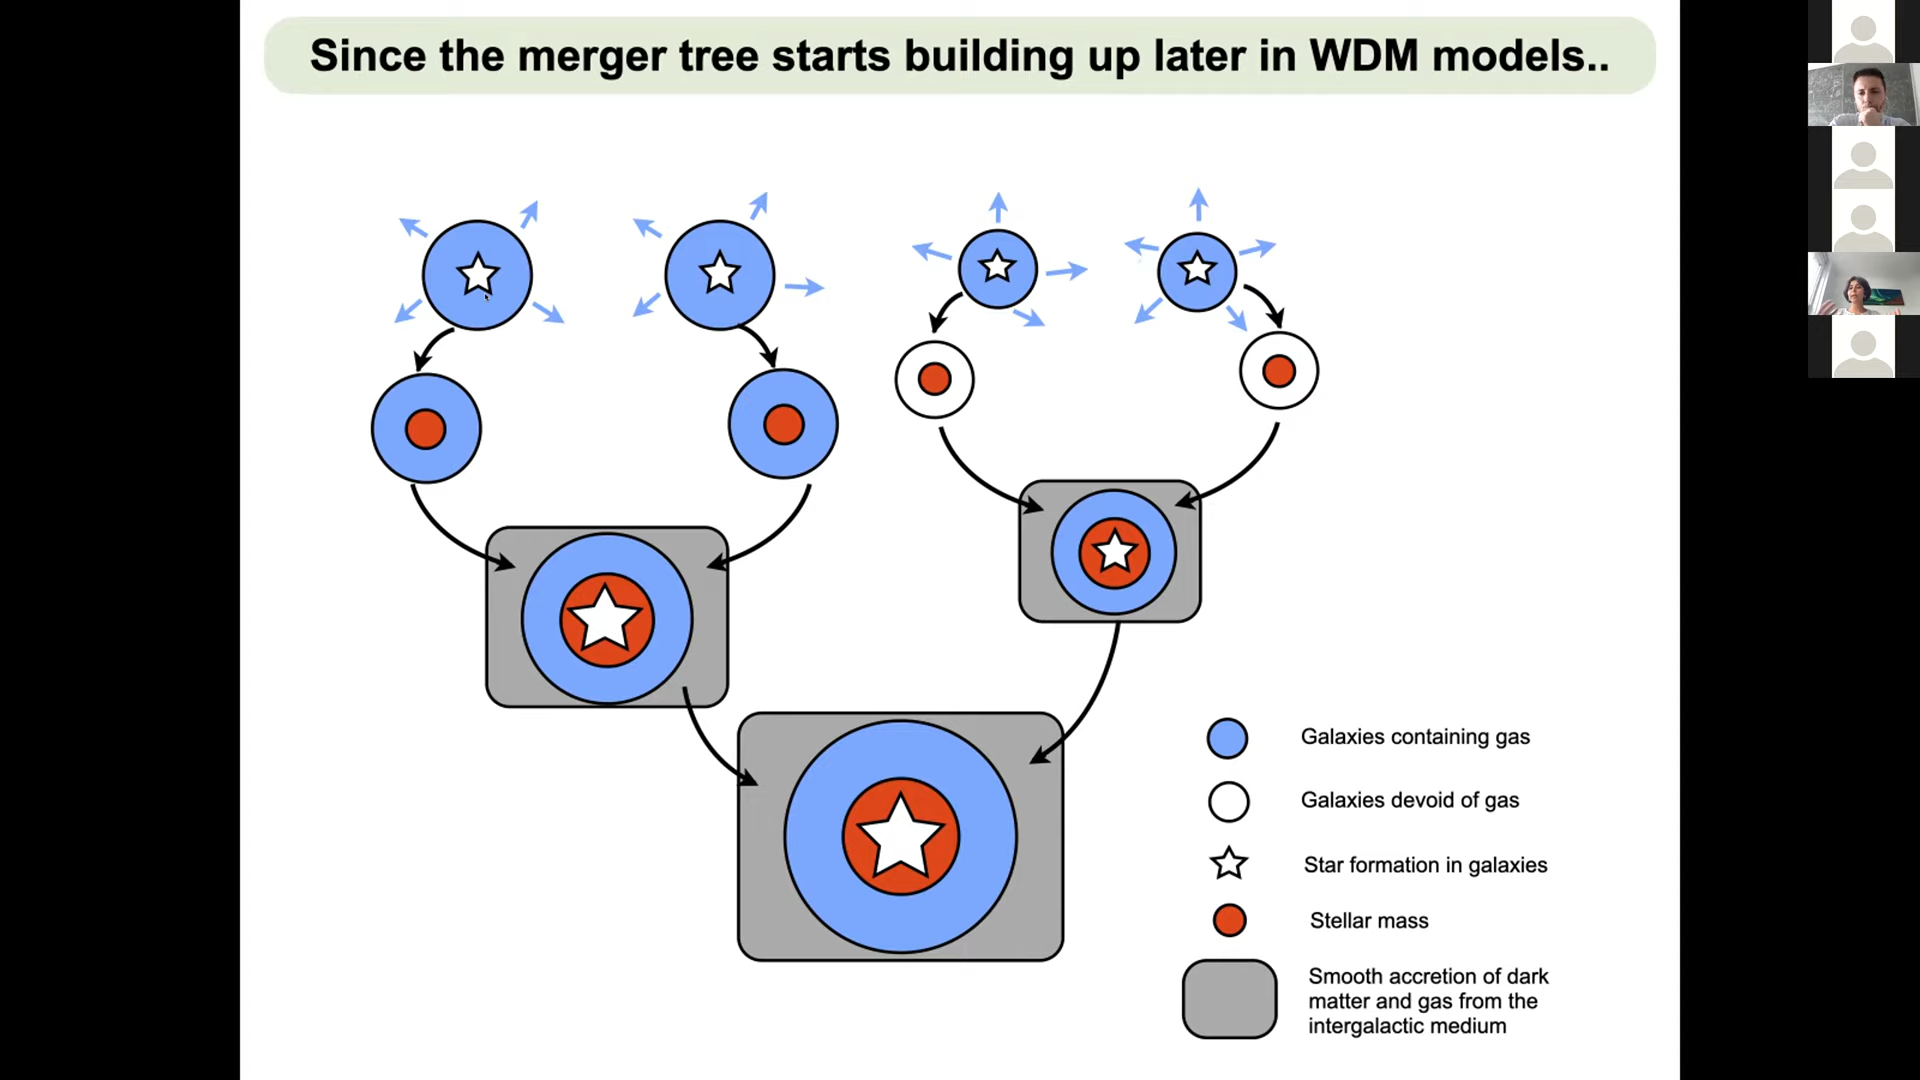 Since the merger tree starts building up later in WDM models..
Galaxies containing gas
Galaxies devoid of gas
Star formation in galaxies
Stellar mass
Smooth accretion of dark
matter and gas from the
intergalactic medium